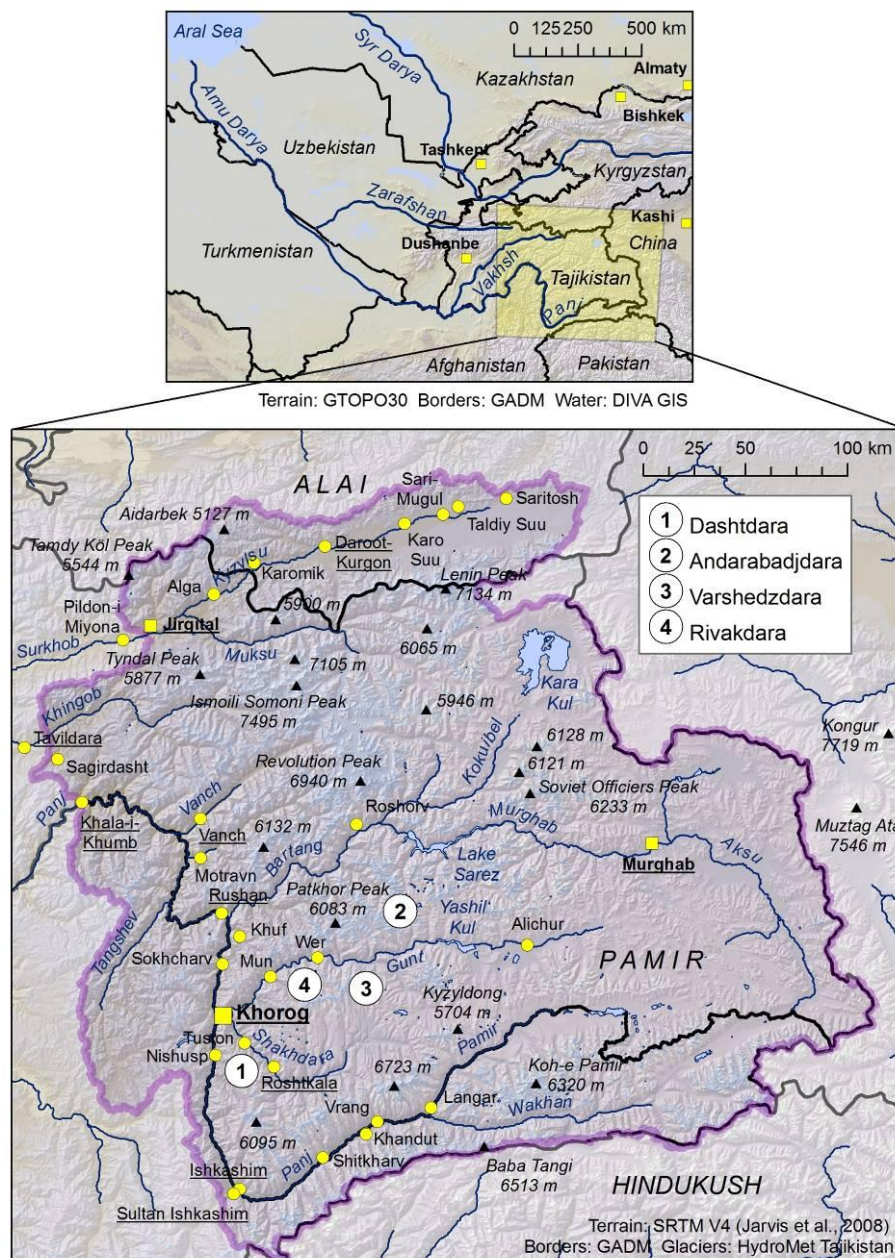 Aral Sea
Syr Darya
0 125 250 500 km
Kazakhstan
Almaty
Bishkek
Amu Darya
Uzbekistan
Tashkent
Kyrgyzstan
Zarafshan
Kashi
China
Turkmenistan
Dushanbe
Vakhsh
Tajikistan
Panj
Afghanistan
Pakistan
Terrain: GTOPO30 Borders: GADM Water: DIVA GIS
0 25 50 100 km
ALAI
Sari-
Mugul
Saritosh
Aidarbek 5127 m
Taldiy Suu
Tamdy Köl Peak
5544 m
Daroot-
Kurgon
Karo
Suu
Kyzylsu
Karomik
Alga
Lenin Peak
7134 m
Pildon-i
Miyona
Jirgital
5900 m
Surkhob
Muksu
6065 m
Tyndal Peak
5877 m
7105 m
Kara
Kul
Ismoili Somoni Peak
7495 m
5946 m
Khingob
Tavildara
Sagirdasht
Revolution Peak
6940 m
Kokuibel
6128 m
6121 m
Soviet Officiers Peak
6233 m
Kongur
7719 m
Muztag Ata
7546 m
Panj
Khala-i-
Khumb
Vanch
Vanch
Roshorv
6132 m
Bartang
Murghab
Murghab
Aksu
Motravn
Rushan
Lake
Sarez
Patkhor Peak
6083 m
2
Yashil
Kul
Alichur
Tangshev
Khuf
Sokhcharv
Mun
Wer
Gunt
PAMIR
4
3
Kyzyldong
5704 m
Khorog
Tusion
Nishusp
Shakhdara
Pamir
1
Roshtkala
6723 m
Koh-e Pamir
6320 m
Langar
Wakhan
Vrang
6095 m
Khandut
Ishkashim
Panj
Shitkharv
Baba Tangi
6513 m
Sultan Ishkashim
HINDUKUSH
1 Dashtdara
2 Andarabadjdara
3 Varshedzdara
4 Rivakdara
Terrain: SRTM V4 (Jarvis et al., 2008)
Borders: GADM Glaciers: HydroMet Tajikistan